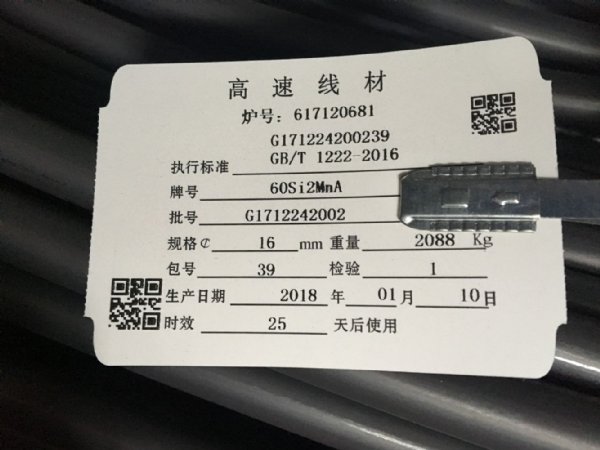 高速线材
炉号: 617120681
G171224200239
执行标准 GB/T 1222-2016
牌号 60Si2MnA
批号 G1712242002
规格₵ 16 mm 重量 2088 Kg
包号 39 检验 1
生产日期 2018 年 01 月 10 日
时效 25 天后使用